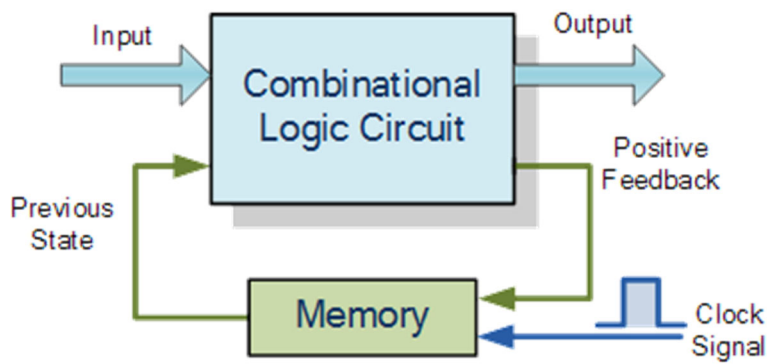 Input
Output
Combinational
Logic Circuit
Positive
Feedback
Previous
State
Memory
Clock
Signal